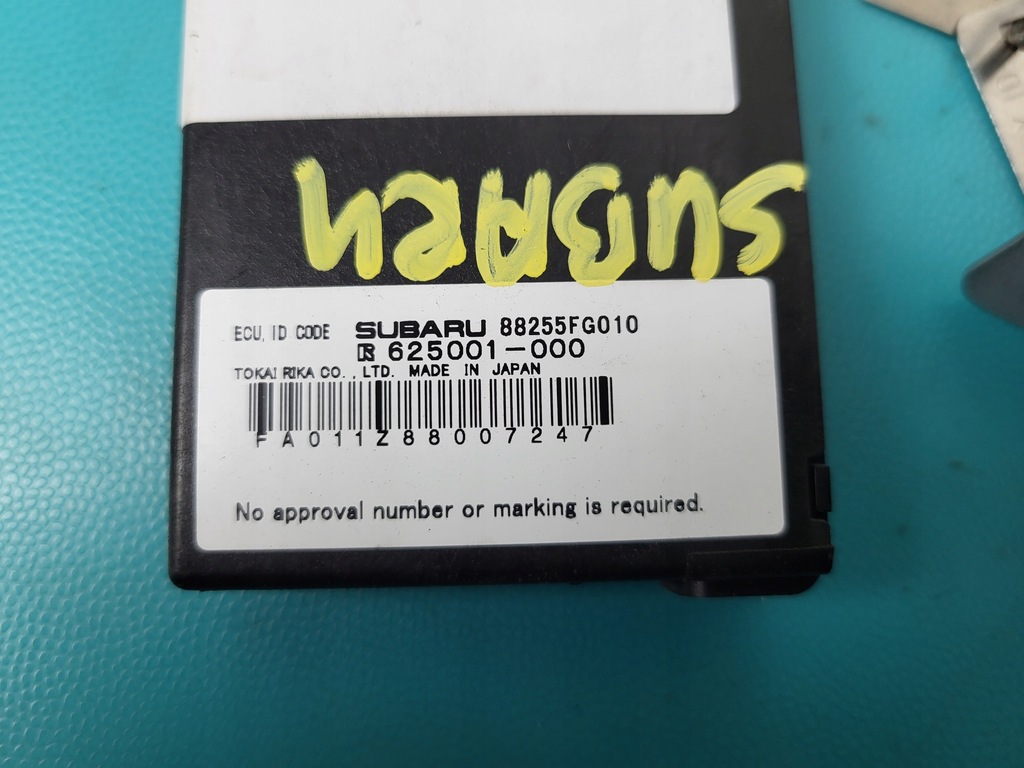 SUBARU
ECU, ID CODE SUBARU 88255FG010
R 625001-000
TOKAI RIKA CO., LTD. MADE IN JAPAN
FA011Z88007247
No approval number or marking is required.